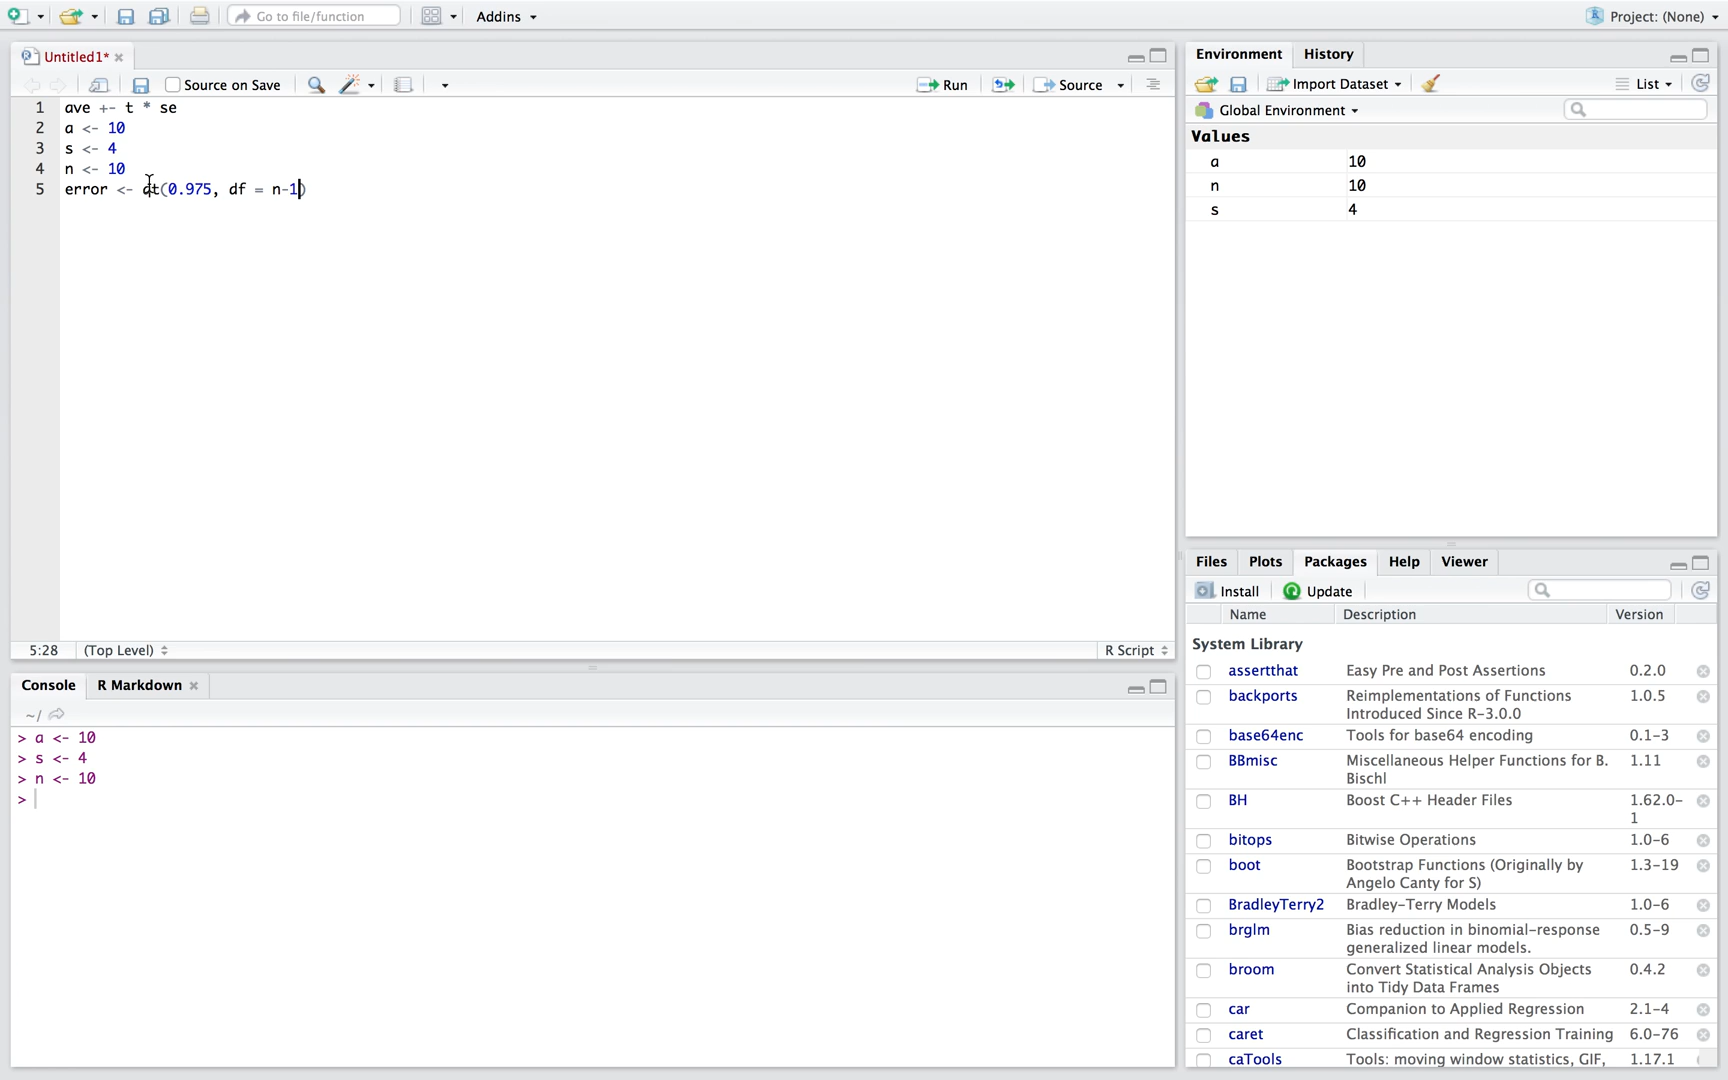 Go to file/function
Addins
Project: (None)
Untitled1*
Source on Save
Run
Source
1 ave +- t * se
2 a <- 10
3 s <- 4
4 n <- 10
5 error <- dt(0.975, df = n-1)
5:28 (Top Level)
R Script
Console R Markdown
~/
> a <- 10
> s <- 4
> n <- 10
>
Environment History
Import Dataset
List
Global Environment
Values
a 10
n 10
s 4
Files Plots Packages Help Viewer
Install Update
Name Description Version
System Library
assertthat Easy Pre and Post Assertions 0.2.0
backports Reimplementations of Functions 1.0.5
Introduced Since R-3.0.0
base64enc Tools for base64 encoding 0.1-3
BBmisc Miscellaneous Helper Functions for B. 1.11
Bischl
BH Boost C++ Header Files 1.62.0-
1
bitops Bitwise Operations 1.0-6
boot Bootstrap Functions (Originally by 1.3-19
Angelo Canty for S)
BradleyTerry2 Bradley-Terry Models 1.0-6
brglm Bias reduction in binomial-response 0.5-9
generalized linear models.
broom Convert Statistical Analysis Objects 0.4.2
into Tidy Data Frames
car Companion to Applied Regression 2.1-4
caret Classification and Regression Training 6.0-76
caTools Tools: moving window statistics, GIF, 1.17.1